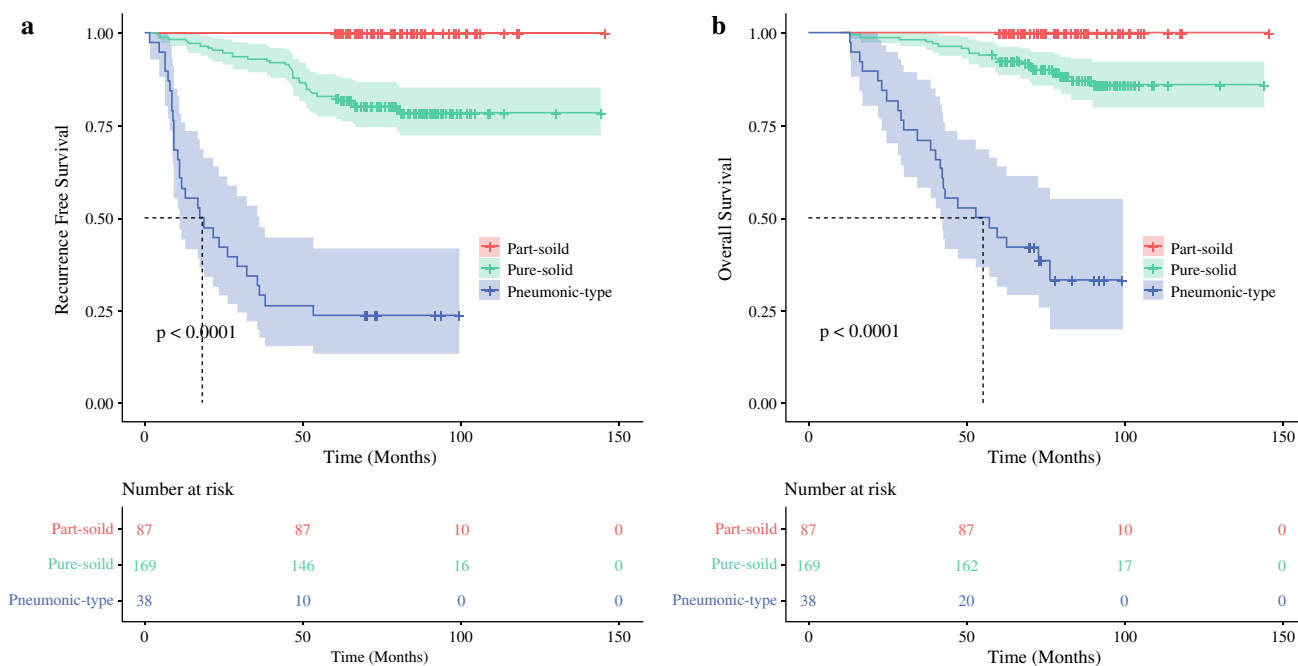 a
Recurrence Free Survival
1.00
0.75
0.50
0.25
0.00
Part-soild
Pure-solid
Pneumonic-type
p < 0.0001
0 50 100 150
Time (Months)
Number at risk
Part-soild 87 87 10 0
Pure-soild 169 146 16 0
Pneumonic-type 38 10 0 0
0 50 100 150
Time (Months)
b
Overall Survival
1.00
0.75
0.50
0.25
0.00
Part-soild
Pure-solid
Pneumonic-type
p < 0.0001
0 50 100 150
Time (Months)
Number at risk
Part-soild 87 87 10 0
Pure-soild 169 162 17 0
Pneumonic-type 38 20 0 0
0 50 100 150
Time (Months)